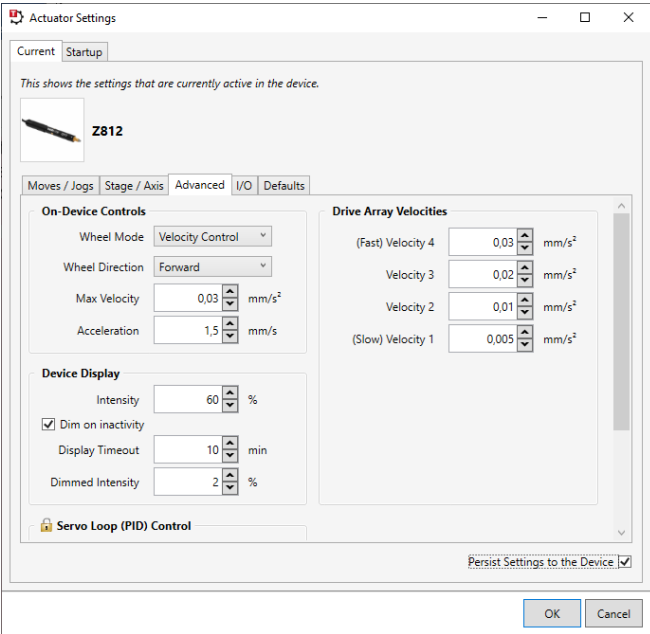 Actuator Settings
Current Startup
This shows the settings that are currently active in the device.
Z812
Moves / Jogs Stage / Axis Advanced I/O Defaults
On-Device Controls
Wheel Mode Velocity Control
Wheel Direction Forward
Max Velocity 0,03 mm/s²
Acceleration 1,5 mm/s
Device Display
Intensity 60 %
Dim on inactivity
Display Timeout 10 min
Dimmed Intensity 2 %
Servo Loop (PID) Control
Drive Array Velocities
(Fast) Velocity 4 0,03 mm/s²
Velocity 3 0,02 mm/s²
Velocity 2 0,01 mm/s²
(Slow) Velocity 1 0,005 mm/s²
Persist Settings to the Device
OK Cancel